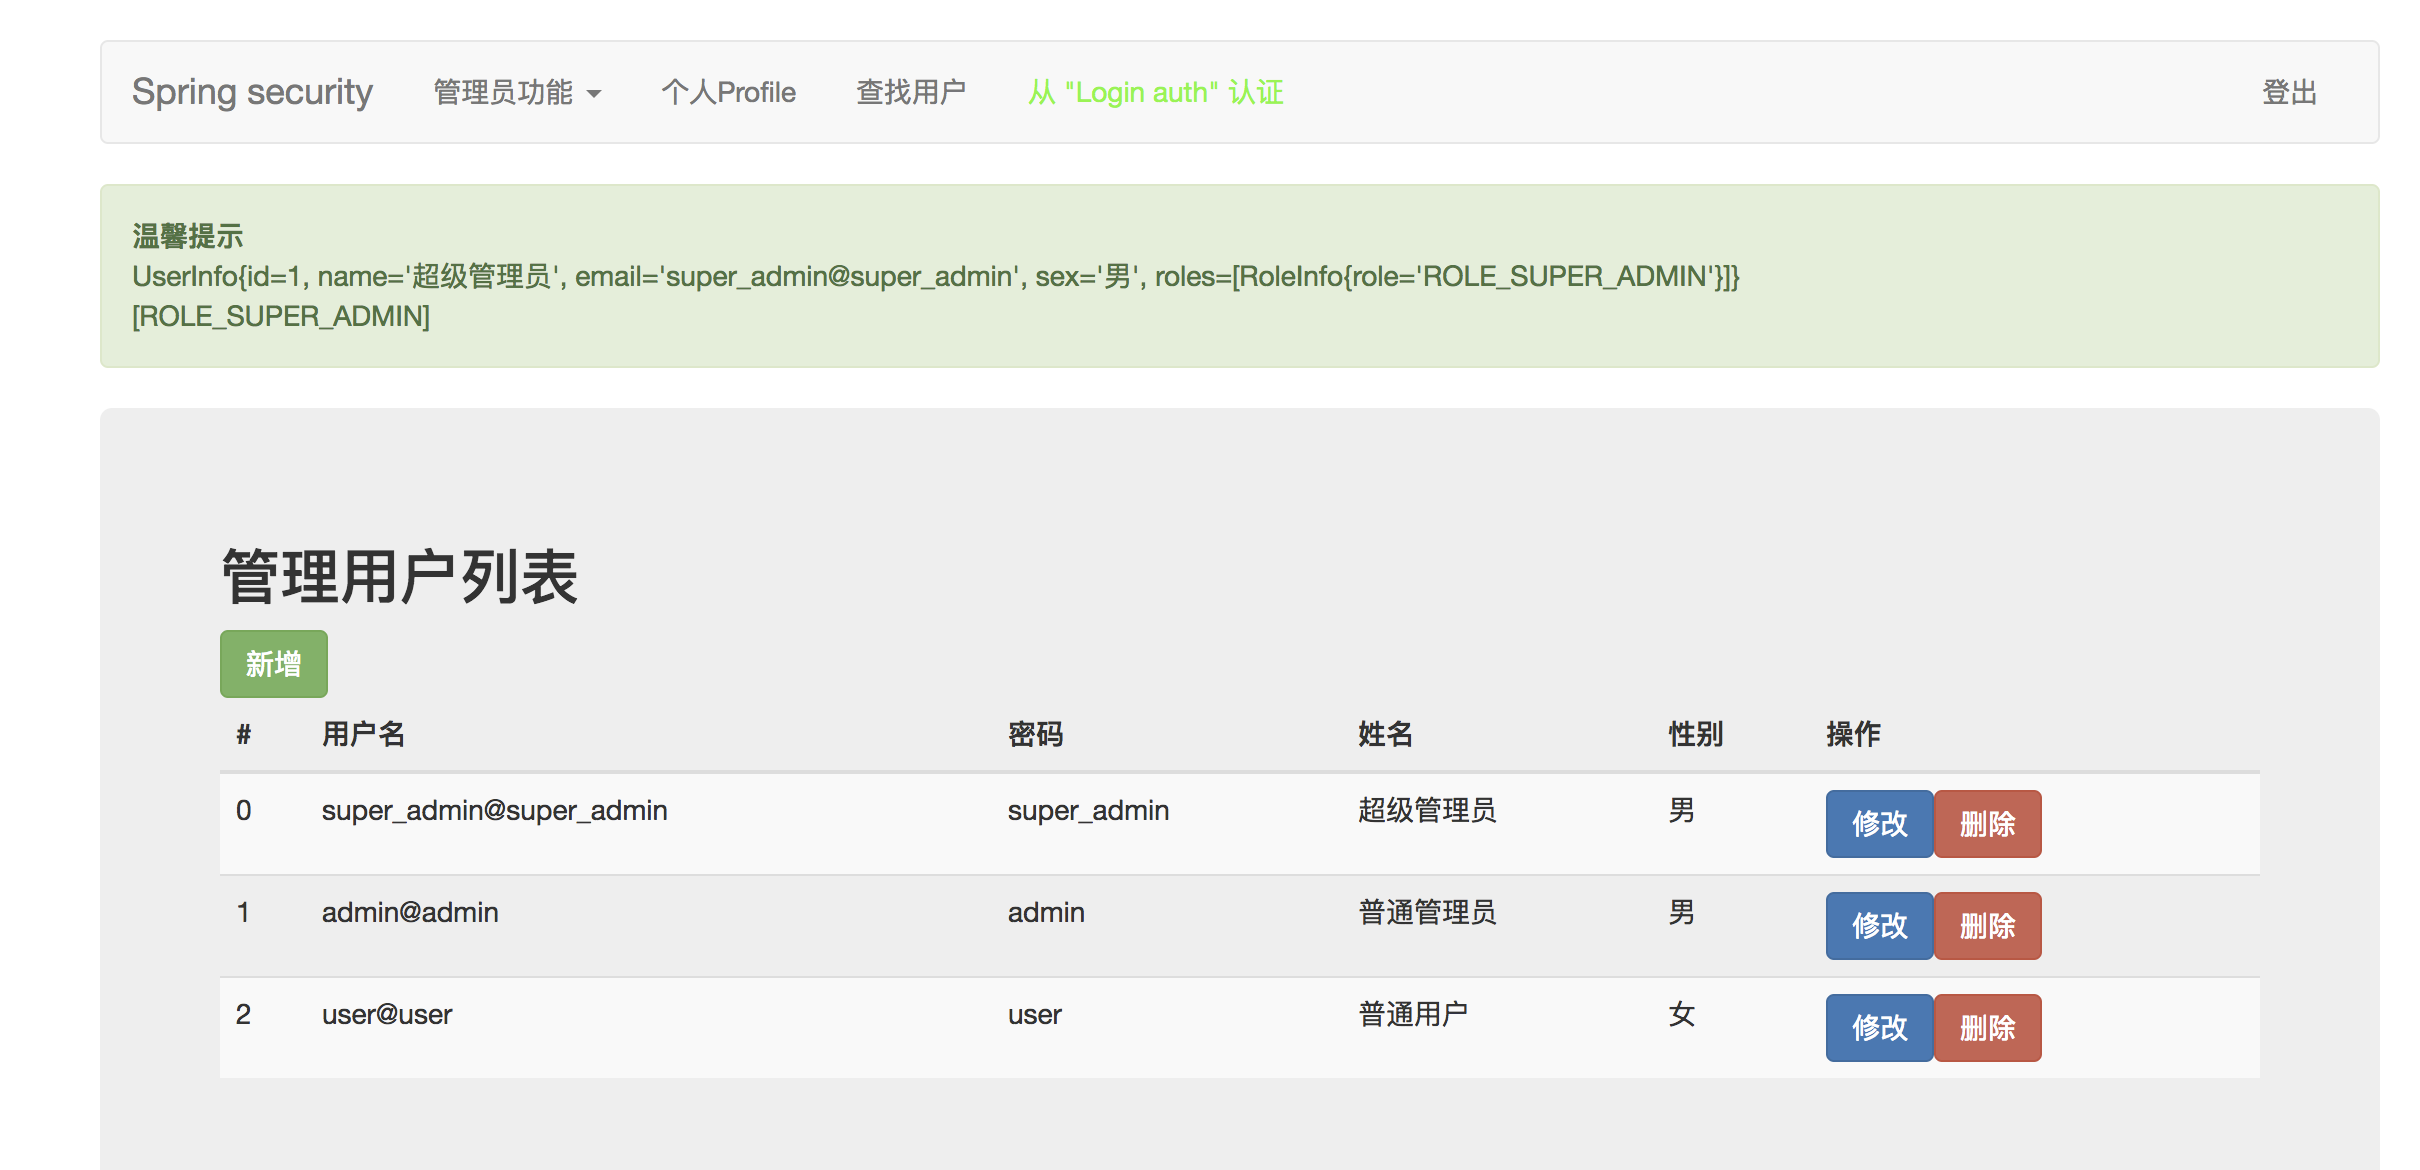 Spring security 管理员功能 个人Profile 查找用户 从 "Login auth" 认证 登出
温馨提示
UserInfo{id=1, name='超级管理员', email='super_admin@super_admin', sex='男', roles=[RoleInfo{role='ROLE_SUPER_ADMIN'}]}
[ROLE_SUPER_ADMIN]
管理用户列表
新增
# 用户名 密码 姓名 性别 操作
0 super_admin@super_admin super_admin 超级管理员 男 修改 删除
1 admin@admin admin 普通管理员 男 修改 删除
2 user@user user 普通用户 女 修改 删除